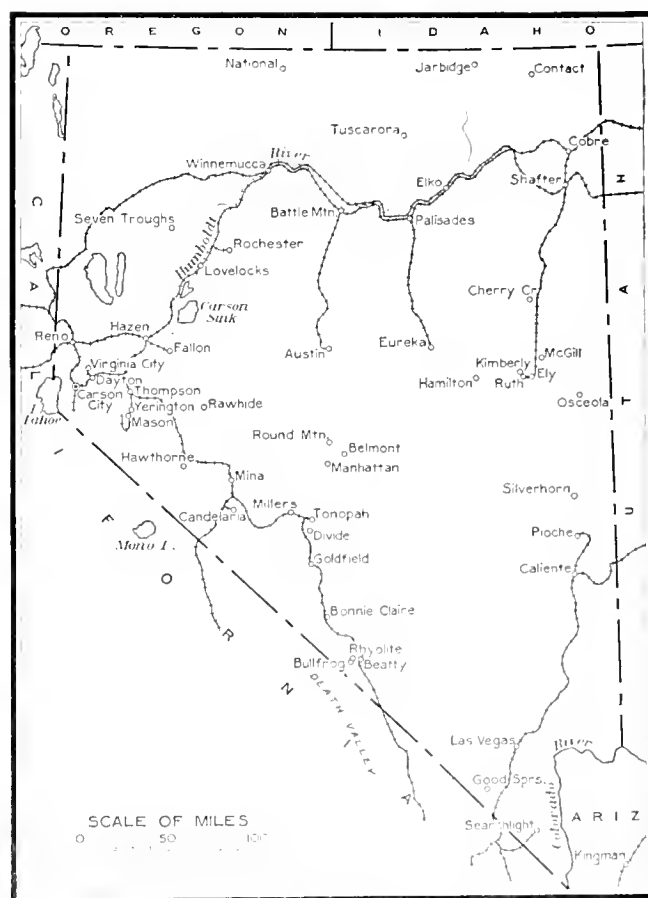 OREGON
IDAHO
National
Jarbidge
Contact
Tuscarora
Cobre
Winnemucca
River
Elko
Shafter
Seven Troughs
Battle Mtn.
Palisades
Humboldt
Rochester
Lovelocks
Cherry Cr.
Carson
Sink
Reno
Hazen
Fallon
Austin
Eureka
McGill
Kimberly
Ely
Ruth
Virginia City
Dayton
Hamilton
Carson
City
Thompson
Osceola
L.
Tahoe
Yerington
Rawhide
Mason
Round Mtn.
Belmont
Manhattan
Hawthorne
Mina
Silverhorn
Millers
Candelaria
Tonopah
Mono L.
Divide
Pioche
Goldfield
Caliente
Bonnie Claire
Rhyolite
Bullfrog
Beatty
DEATH VALLEY
Las Vegas
River
Good Sprs.
Colorado
ARIZ
Searchlight
Kingman
CALIFORNIA
UTAH
SCALE OF MILES
0 50 100